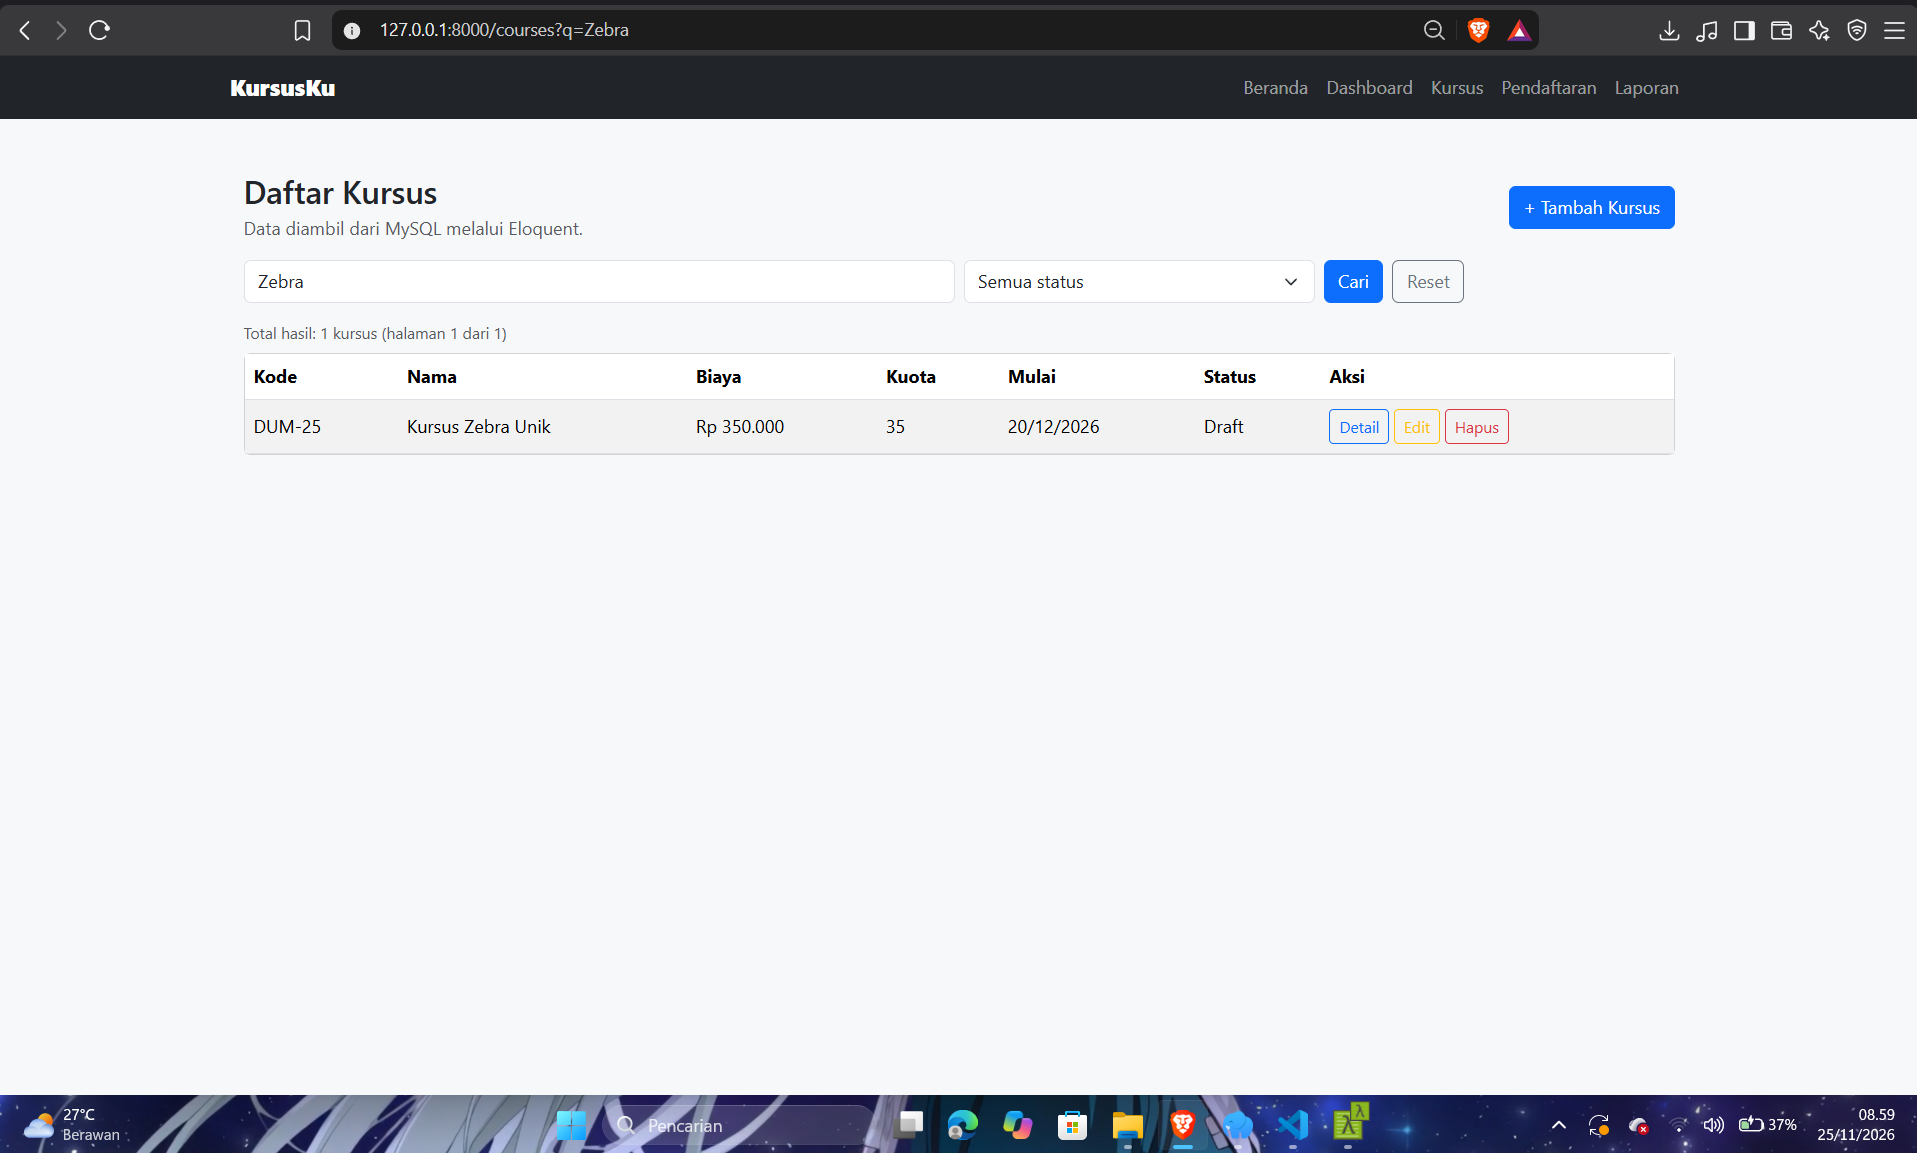 127.0.0.1:8000/courses?q=Zebra
KursusKu
Beranda Dashboard Kursus Pendaftaran Laporan
Daftar Kursus
Data diambil dari MySQL melalui Eloquent.
+ Tambah Kursus
Zebra
Semua status
Cari
Reset
Total hasil: 1 kursus (halaman 1 dari 1)
Kode Nama Biaya Kuota Mulai Status Aksi
DUM-25 Kursus Zebra Unik Rp 350.000 35 20/12/2026 Draft Detail Edit Hapus
27°C
Berawan
Pencarian
37%
08.59
25/11/2026